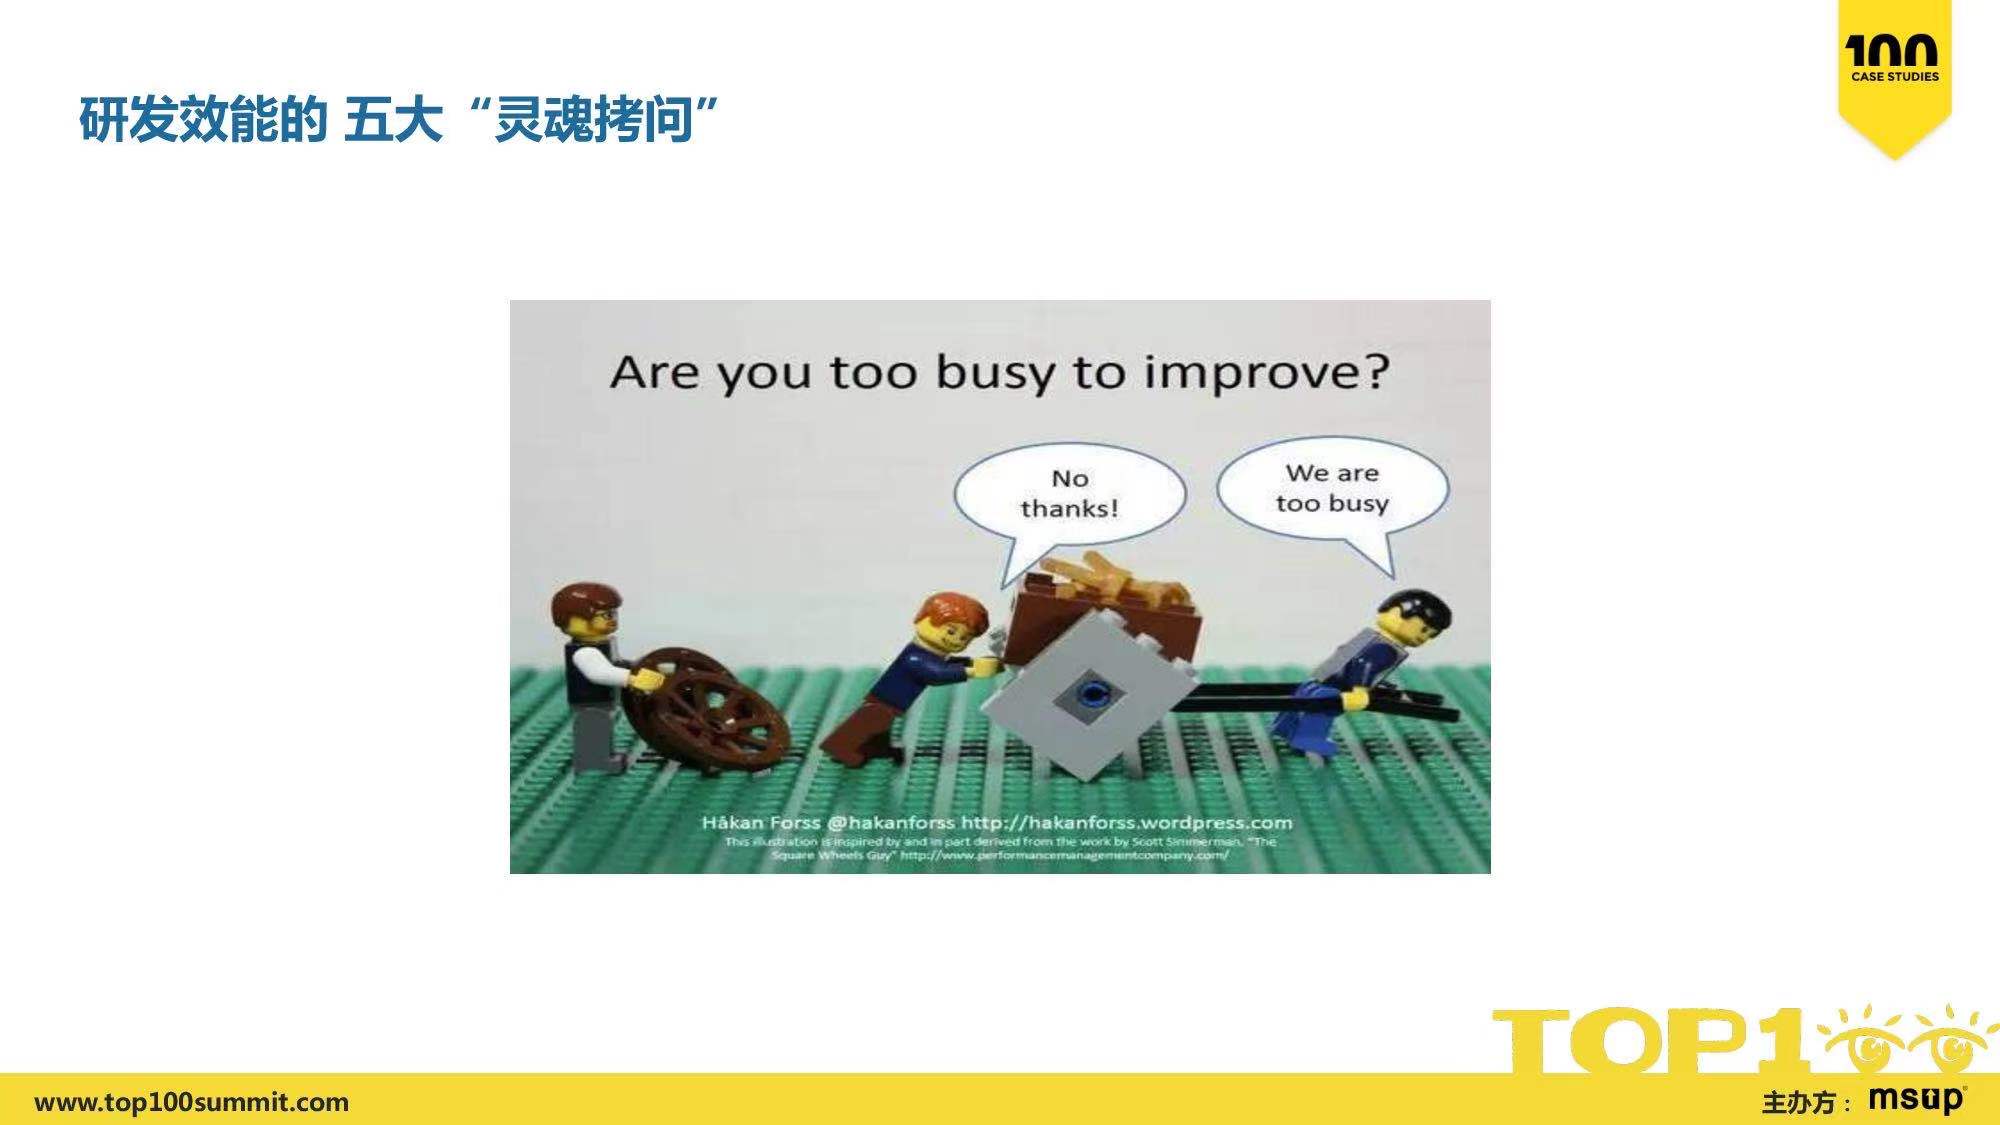 100
CASE STUDIES
研发效能的 五大“灵魂拷问”
Are you too busy to improve?
No
thanks!
We are
too busy
Håkan Forss @hakanforss http://hakanforss.wordpress.com
This illustration is inspired by and in part derived from the work by Scott Simmerman, "The
Square Wheels Guy" http://www.performancemanagementcompany.com/
TOP100
www.top100summit.com
主办方：msup